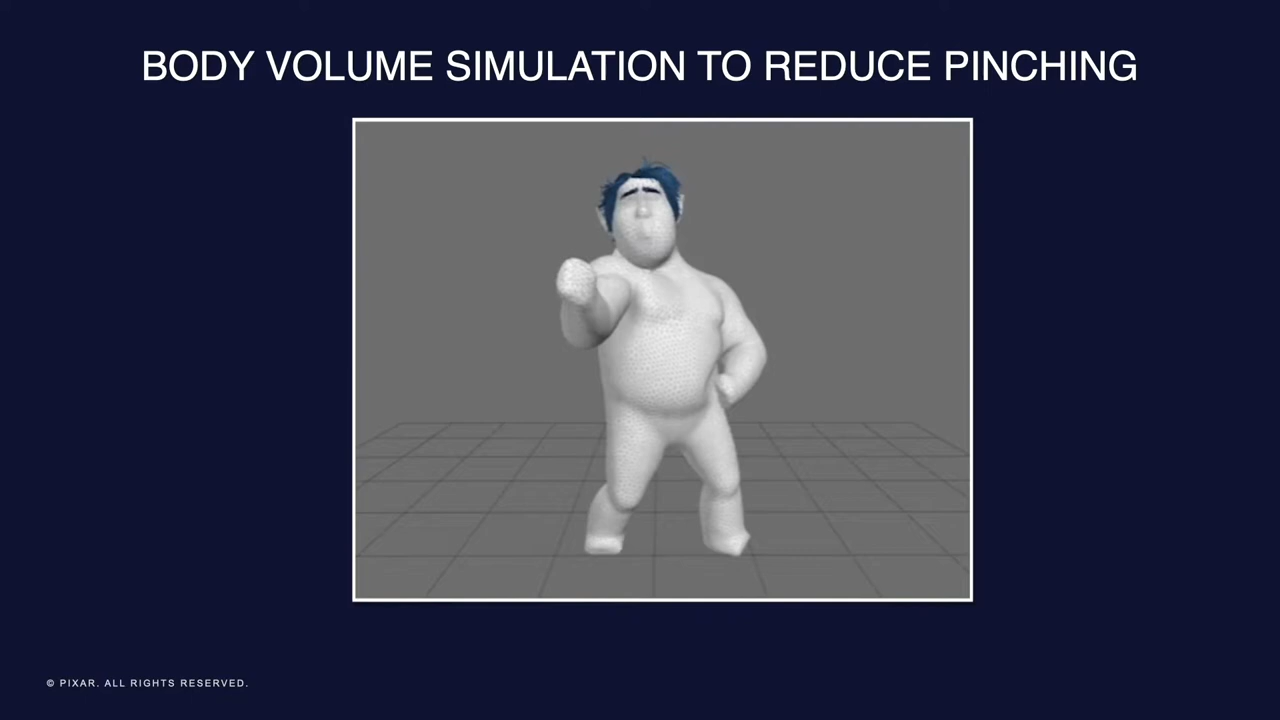 BODY VOLUME SIMULATION TO REDUCE PINCHING
© PIXAR. ALL RIGHTS RESERVED.